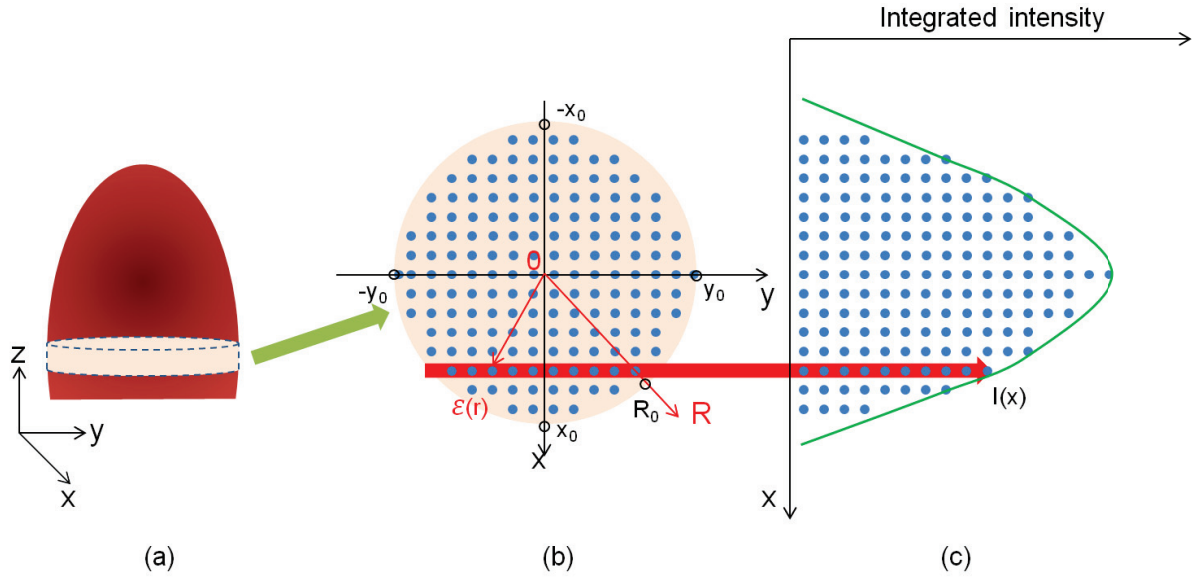 Integrated intensity
-x₀
0
-y₀
y₀
y
z
y
x
ε(r)
R₀
R
x₀
x
I(x)
x
(a)
(b)
(c)